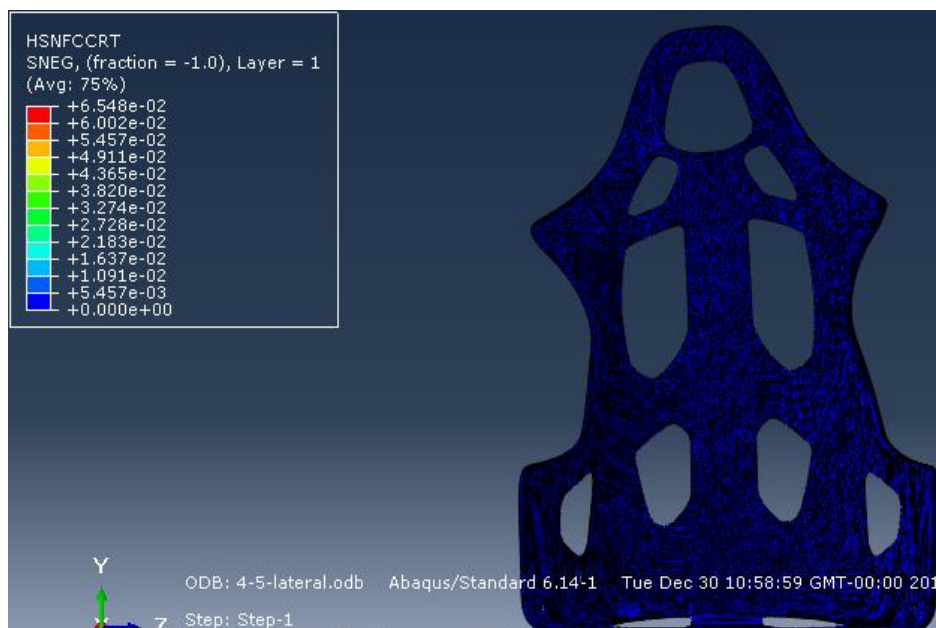 HSNFCCRT
SNEG, (fraction = -1.0), Layer = 1
(Avg: 75%)
+6.548e-02
+6.002e-02
+5.457e-02
+4.911e-02
+4.365e-02
+3.820e-02
+3.274e-02
+2.728e-02
+2.183e-02
+1.637e-02
+1.091e-02
+5.457e-03
+0.000e+00
Y
ODB: 4-5-lateral.odb Abaqus/Standard 6.14-1 Tue Dec 30 10:58:59 GMT-00:00 201
Z Step: Step-1